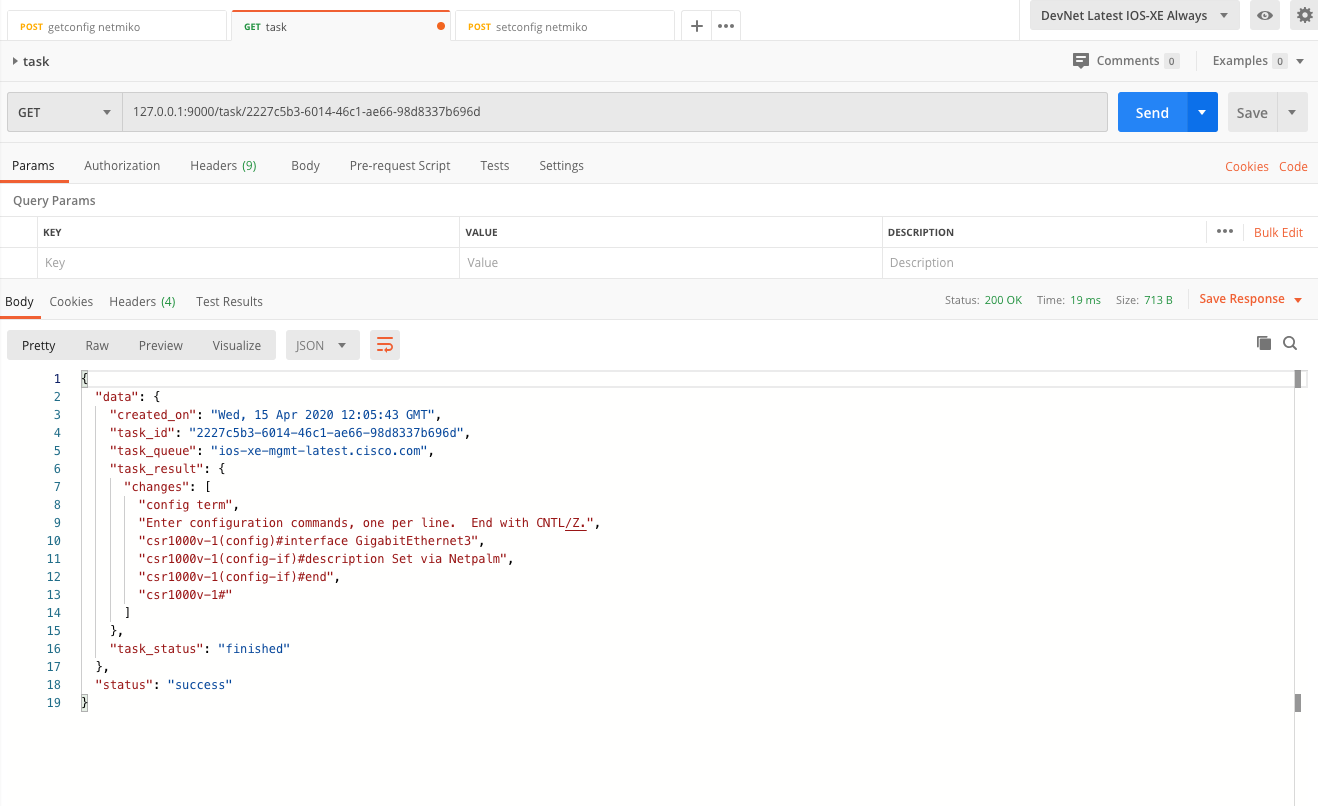 POST getconfig netmiko
GET task
POST setconfig netmiko
DevNet Latest IOS-XE Always
task
Comments 0
Examples 0
GET
127.0.0.1:9000/task/2227c5b3-6014-46c1-ae66-98d8337b696d
Send
Save
Params Authorization Headers (9) Body Pre-request Script Tests Settings
Cookies Code
Query Params
KEY VALUE DESCRIPTION
Bulk Edit
Key Value Description
Body Cookies Headers (4) Test Results
Status: 200 OK Time: 19 ms Size: 713 B
Save Response
Pretty Raw Preview Visualize JSON
1 {
2 "data": {
3 "created_on": "Wed, 15 Apr 2020 12:05:43 GMT",
4 "task_id": "2227c5b3-6014-46c1-ae66-98d8337b696d",
5 "task_queue": "ios-xe-mgmt-latest.cisco.com",
6 "task_result": {
7 "changes": [
8 "config term",
9 "Enter configuration commands, one per line.  End with CNTL/Z.",
10 "csr1000v-1(config)#interface GigabitEthernet3",
11 "csr1000v-1(config-if)#description Set via Netpalm",
12 "csr1000v-1(config-if)#end",
13 "csr1000v-1#"
14 ]
15 },
16 "task_status": "finished"
17 },
18 "status": "success"
19 }